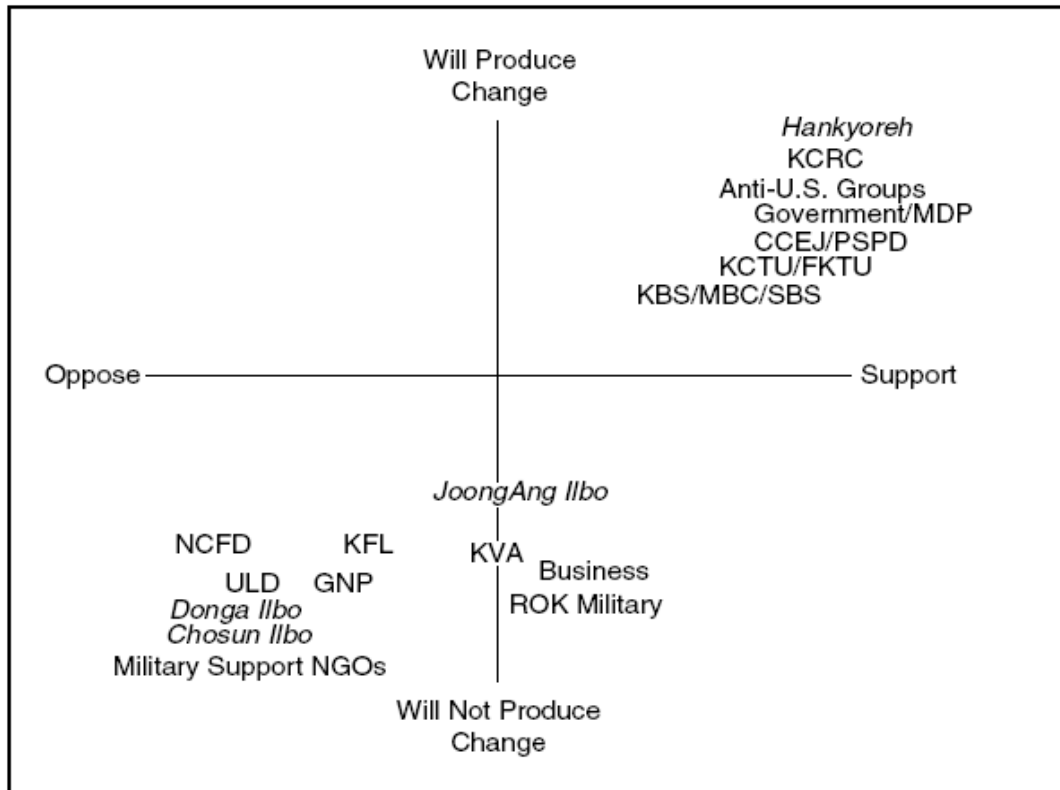 Will Produce
Change
Hankyoreh
KCRC
Anti-U.S. Groups
Government/MDP
CCEJ/PSPD
KCTU/FKTU
KBS/MBC/SBS
Oppose Support
JoongAng Ilbo
NCFD KFL KVA
Business
ULD GNP
ROK Military
Donga Ilbo
Chosun Ilbo
Military Support NGOs
Will Not Produce
Change